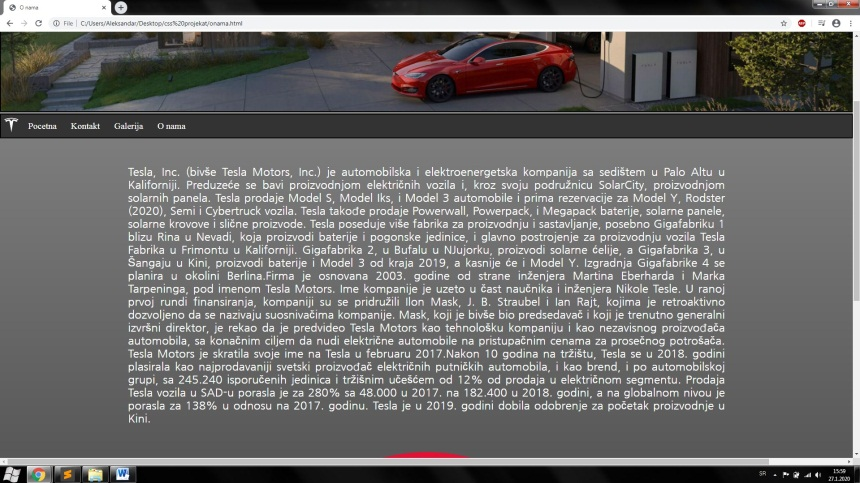 O nama
File | C:/Users/Aleksandar/Desktop/css%20projekat/onama.html
Pocetna Kontakt Galerija O nama
Tesla, Inc. (bivše Tesla Motors, Inc.) je automobilska i elektroenergetska kompanija sa sedištem u Palo Altu u
Kaliforniji. Preduzeće se bavi proizvodnjom električnih vozila i, kroz svoju podružnicu SolarCity, proizvodnjom
solarnih panela. Tesla prodaje Model S, Model Iks, i Model 3 automobile i prima rezervacije za Model Y, Rodster
(2020), Semi i Cybertruck vozila. Tesla takođe prodaje Powerwall, Powerpack, i Megapack baterije, solarne panele,
solarne krovove i slične proizvode. Tesla poseduje više fabrika za proizvodnju i sastavljanje, posebno Gigafabriku 1
blizu Rina u Nevadi, koja proizvodi baterije i pogonske jedinice, i glavno postrojenje za proizvodnju vozila Tesla
Fabrika u Frimontu u Kaliforniji. Gigafabrika 2, u Bufalu u NJujorku, proizvodi solarne ćelije, a Gigafabrika 3, u
Šangaju u Kini, proizvodi baterije i Model 3 od kraja 2019, a kasnije će i Model Y. Izgradnja Gigafabrike 4 se
planira u okolini Berlina.Firma je osnovana 2003. godine od strane inženjera Martina Eberharda i Marka
Tarpeninga, pod imenom Tesla Motors. Ime kompanije je uzeto u čast naučnika i inženjera Nikole Tesle. U ranoj
prvoj rundi finansiranja, kompaniji su se pridružili Ilon Mask, J. B. Straubel i Ian Rajt, kojima je retroaktivno
dozvoljeno da se nazivaju suosnivačima kompanije. Mask, koji je bivše bio predsedavač i koji je trenutno generalni
izvršni direktor, je rekao da je predvideo Tesla Motors kao tehnološku kompaniju i kao nezavisnog proizvođača
automobila, sa konačnim ciljem da nudi električne automobile na pristupačnim cenama za prosečnog potrošača.
Tesla Motors je skratila svoje ime na Tesla u februaru 2017.Nakon 10 godina na tržištu, Tesla se u 2018. godini
plasirala kao najprodavaniji svetski proizvođač električnih putničkih automobila, i kao brend, i po automobilskoj
grupi, sa 245.240 isporučenih jedinica i tržišnim učešćem od 12% od prodaja u električnom segmentu. Prodaja
Tesla vozila u SAD-u porasla je za 280% sa 48.000 u 2017. na 182.400 u 2018. godini, a na globalnom nivou je
porasla za 138% u odnosu na 2017. godinu. Tesla je u 2019. godini dobila odobrenje za početak proizvodnje u
Kini.
SR
15:59
27.1.2020